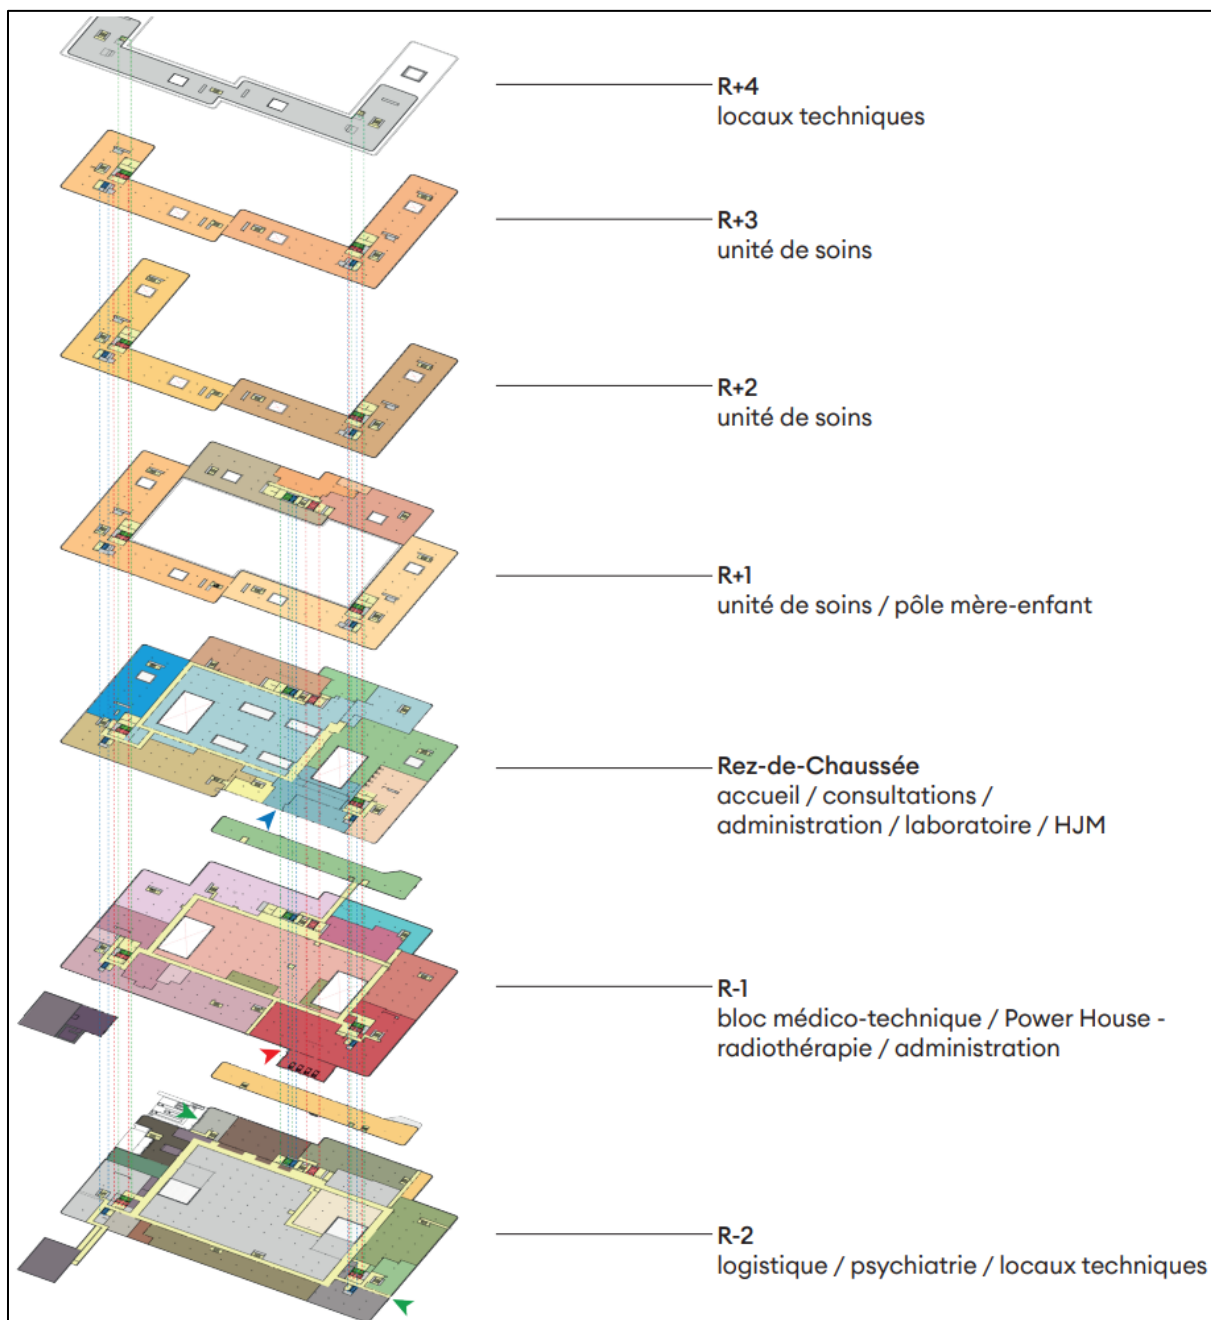 R+4
locaux techniques
R+3
unité de soins
R+2
unité de soins
R+1
unité de soins / pôle mère-enfant
Rez-de-Chaussée
accueil / consultations /
administration / laboratoire / HJM
R-1
bloc médico-technique / Power House -
radiothérapie / administration
R-2
logistique / psychiatrie / locaux techniques